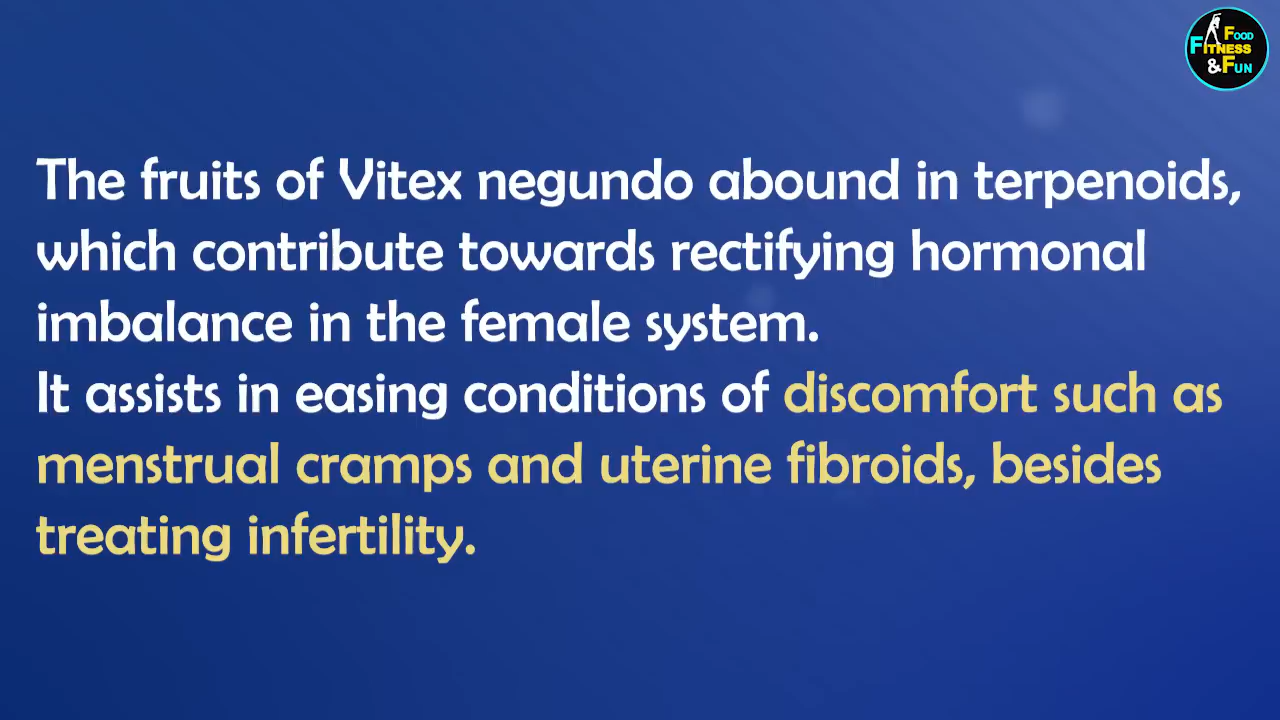 Food
Fitness
&Fun
The fruits of Vitex negundo abound in terpenoids,
which contribute towards rectifying hormonal
imbalance in the female system.
It assists in easing conditions of discomfort such as
menstrual cramps and uterine fibroids, besides
treating infertility.